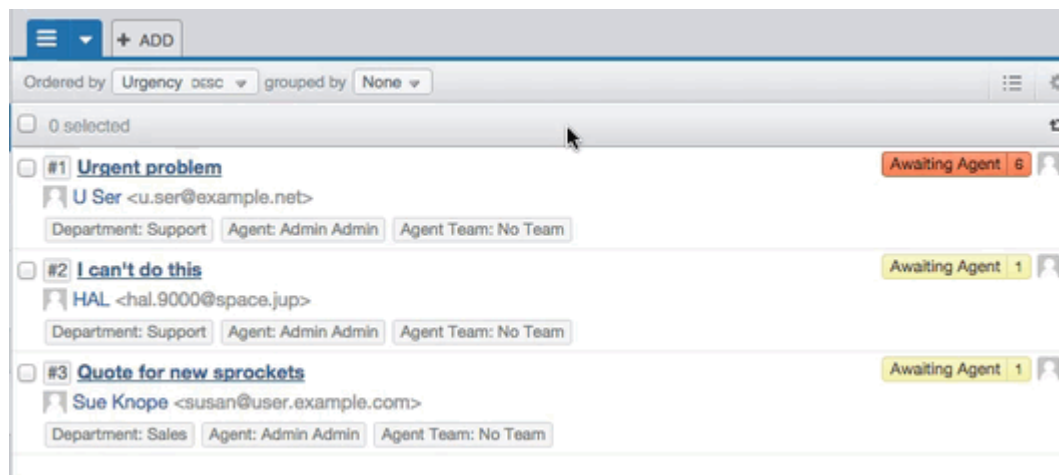 + ADD
Ordered by Urgency DESC grouped by None
0 selected
#1 Urgent problem Awaiting Agent 6
U Ser <u.ser@example.net>
Department: Support Agent: Admin Admin Agent Team: No Team
#2 I can't do this Awaiting Agent 1
HAL <hal.9000@space.jup>
Department: Support Agent: Admin Admin Agent Team: No Team
#3 Quote for new sprockets Awaiting Agent 1
Sue Knope <susan@user.example.com>
Department: Sales Agent: Admin Admin Agent Team: No Team